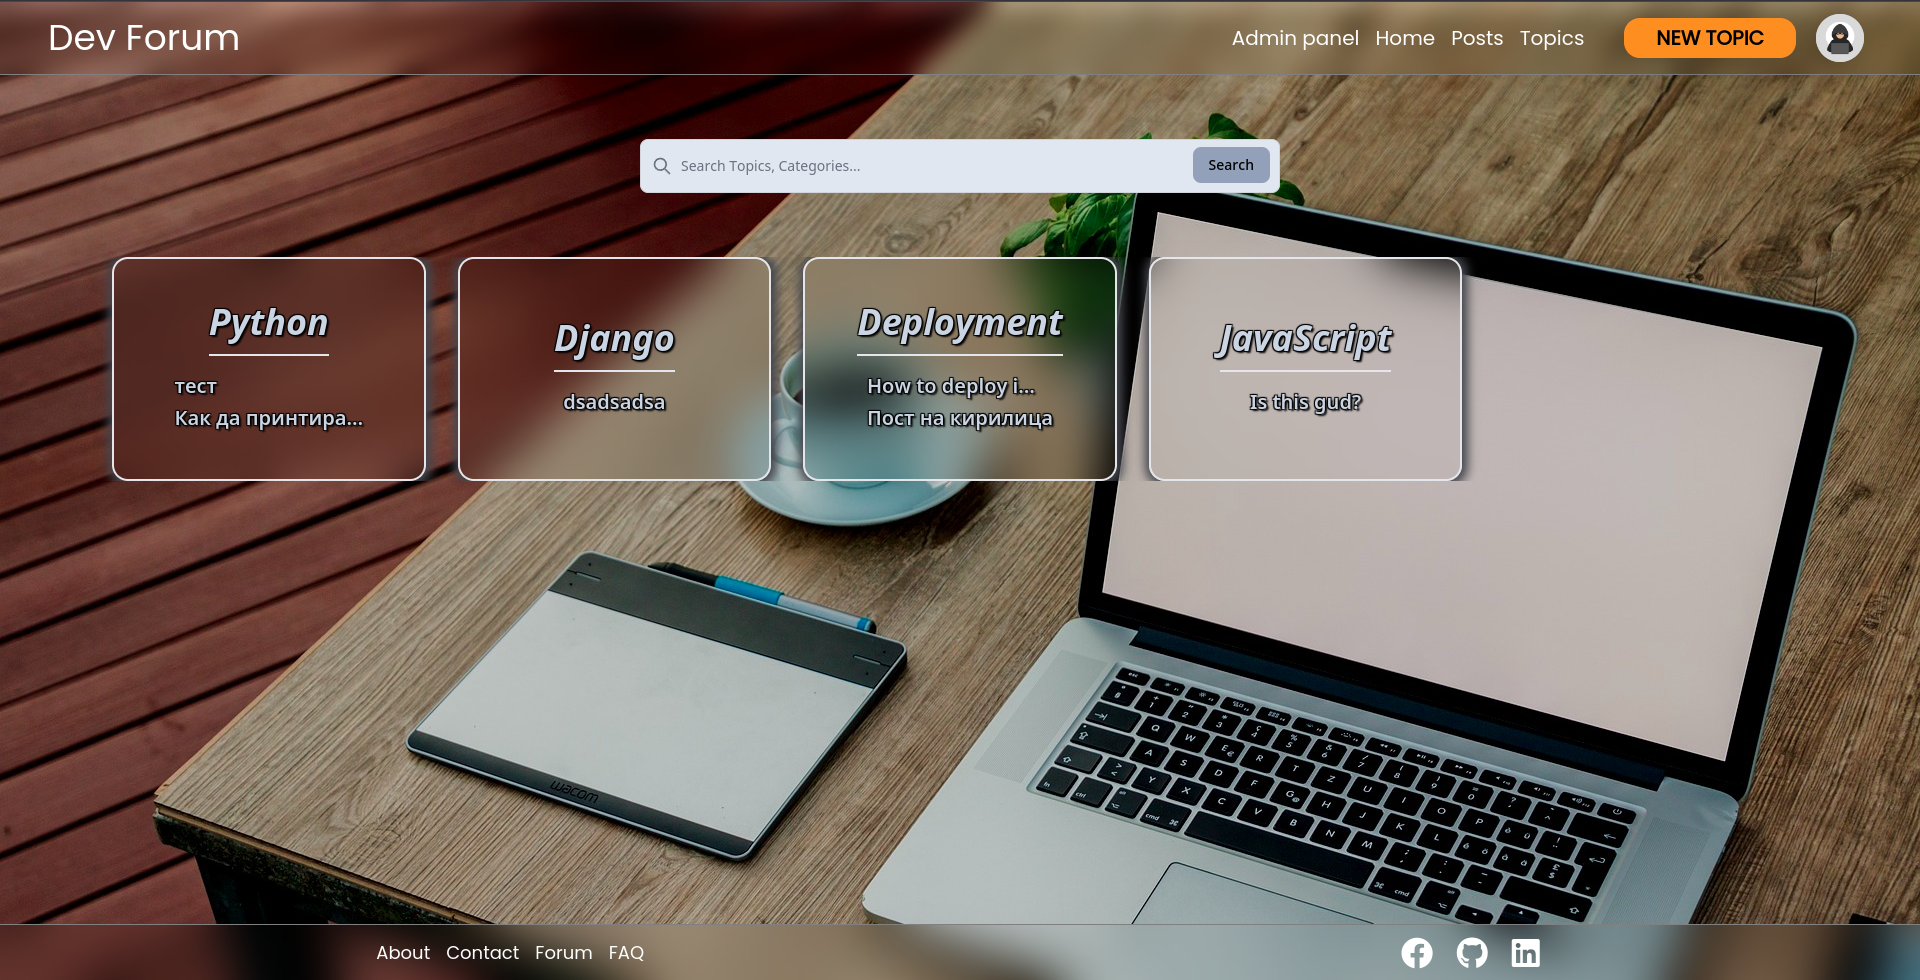 Dev Forum
Admin panel Home Posts Topics NEW TOPIC
Search Topics, Categories... Search
Python
тест
Как да принтира...
Django
dsadsadsa
Deployment
How to deploy i...
Пост на кирилица
JavaScript
Is this gud?
wacom
About Contact Forum FAQ